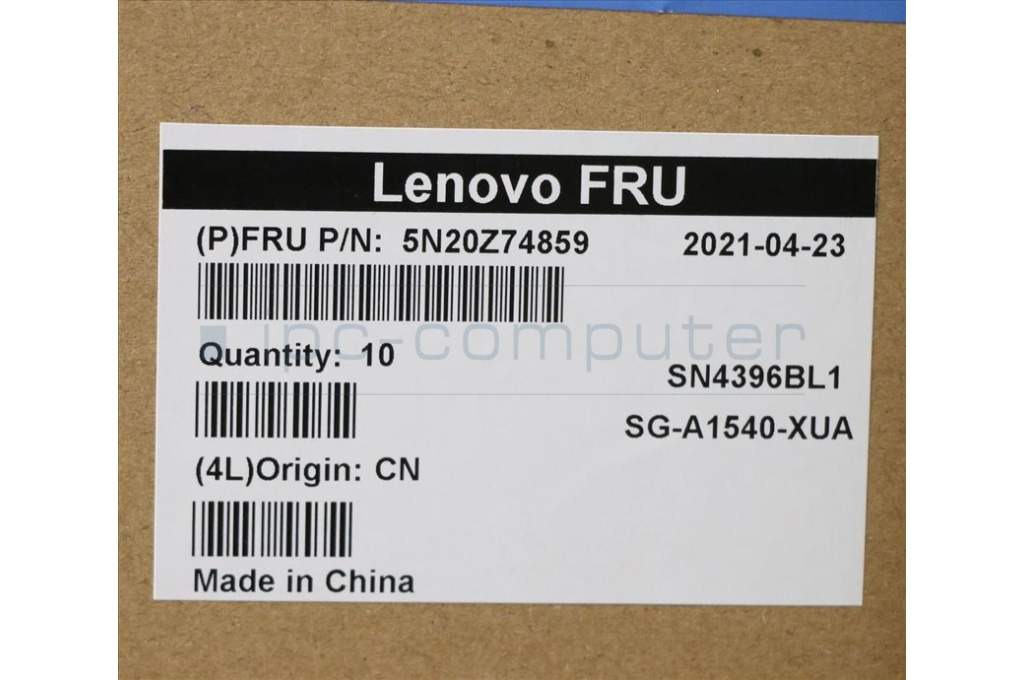 Lenovo FRU
(P)FRU P/N: 5N20Z74859 2021-04-23
ipc-computer
Quantity: 10
SN4396BL1
SG-A1540-XUA
(4L)Origin: CN
Made in China